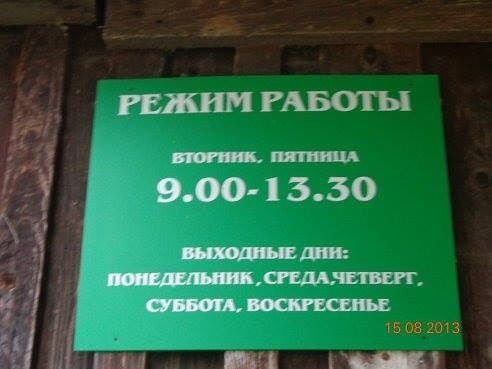 РЕЖИМ РАБОТЫ
ВТОРНИК, ПЯТНИЦА
9.00-13.30
ВЫХОДНЫЕ ДНИ:
ПОНЕДЕЛЬНИК, СРЕДА,ЧЕТВЕРГ,
СУББОТА, ВОСКРЕСЕНЬЕ
15 08 2013